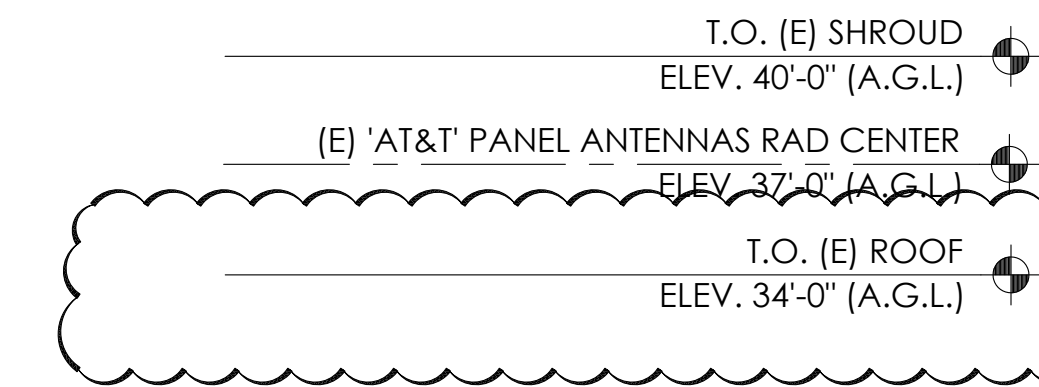 T.O. (E) SHROUD
ELEV. 40'-0" (A.G.L.)
(E) 'AT&T' PANEL ANTENNAS RAD CENTER
ELEV. 37'-0" (A.G.L.)
T.O. (E) ROOF
ELEV. 34'-0" (A.G.L.)